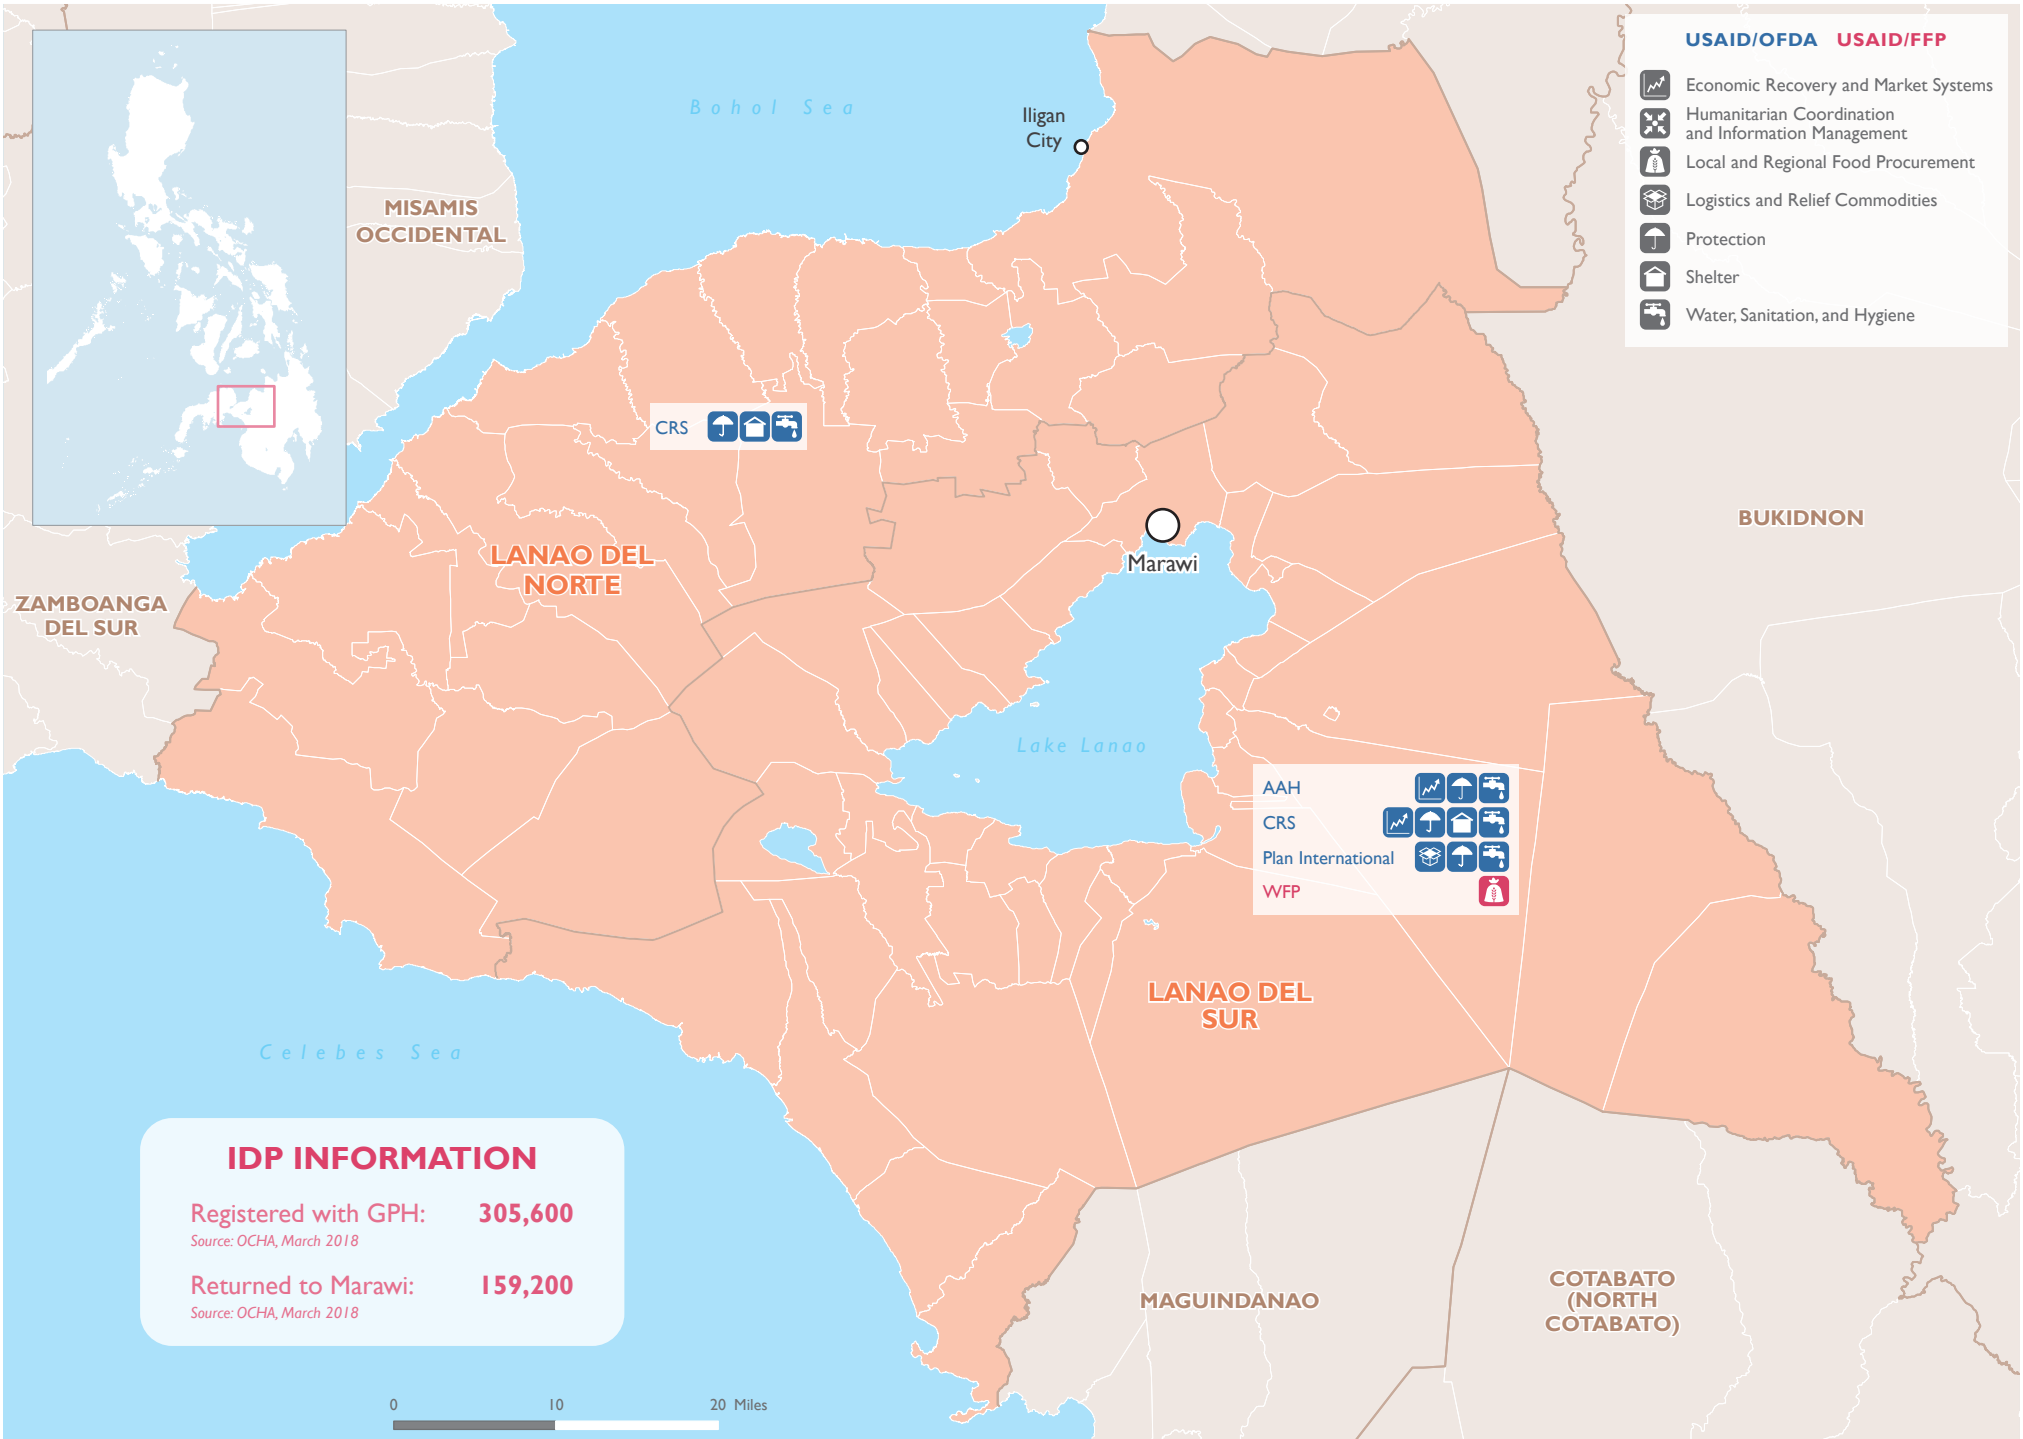 USAID/OFDA USAID/FFP
Economic Recovery and Market Systems
Humanitarian Coordination
and Information Management
Local and Regional Food Procurement
Logistics and Relief Commodities
Protection
Shelter
Water, Sanitation, and Hygiene
Bohol Sea
Iligan
City
MISAMIS
OCCIDENTAL
CRS
BUKIDNON
LANAO DEL
NORTE
Marawi
ZAMBOANGA
DEL SUR
Lake Lanao
AAH
CRS
Plan International
WFP
LANAO DEL
SUR
Celebes Sea
IDP INFORMATION
Registered with GPH: 305,600
Source: OCHA, March 2018
Returned to Marawi: 159,200
Source: OCHA, March 2018
MAGUINDANAO
COTABATO
(NORTH
COTABATO)
0 10 20 Miles